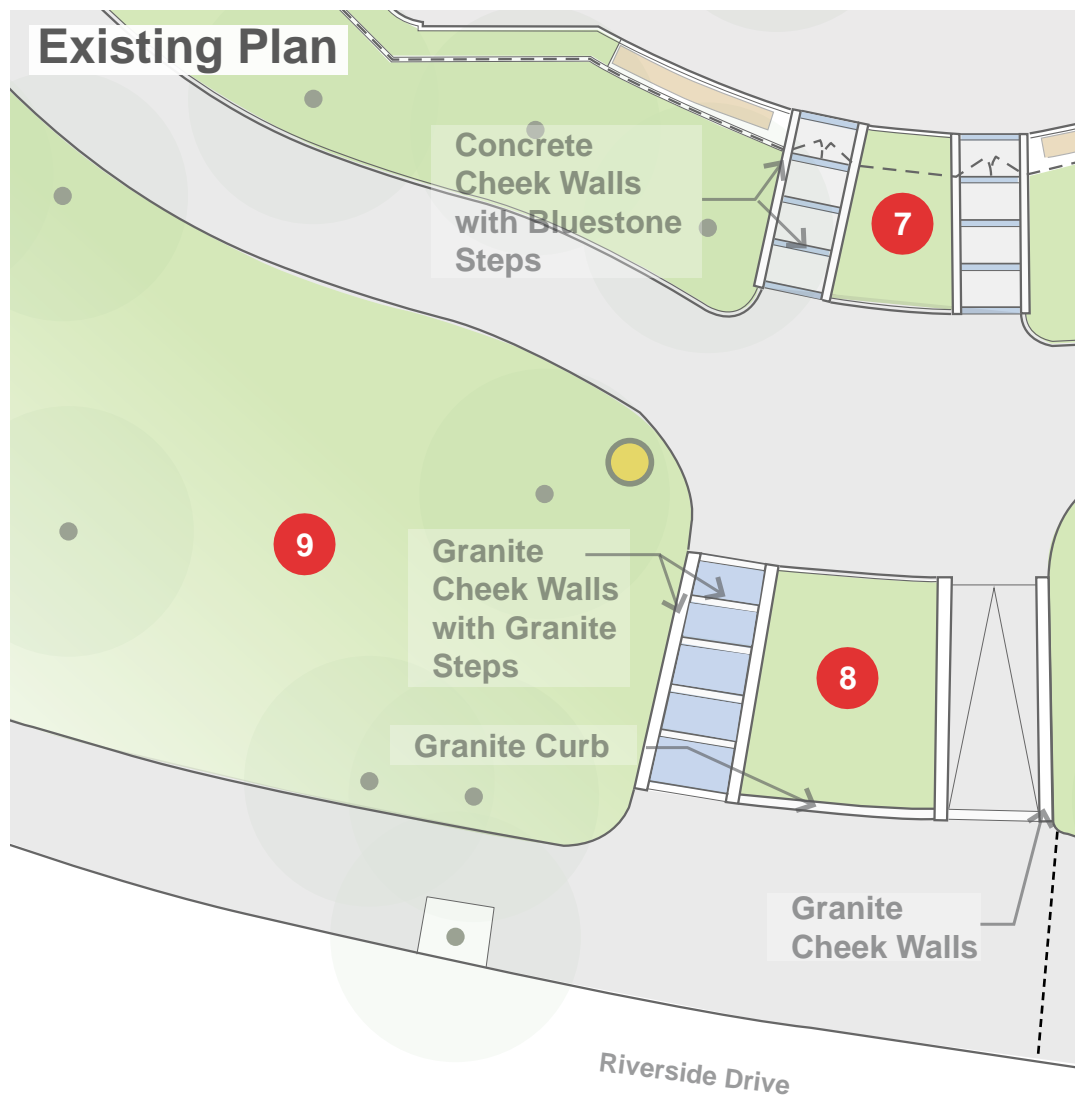 Existing Plan
Concrete
Cheek Walls
with Bluestone
Steps
7
9
Granite
Cheek Walls
with Granite
Steps
8
Granite Curb
Granite
Cheek Walls
Riverside Drive